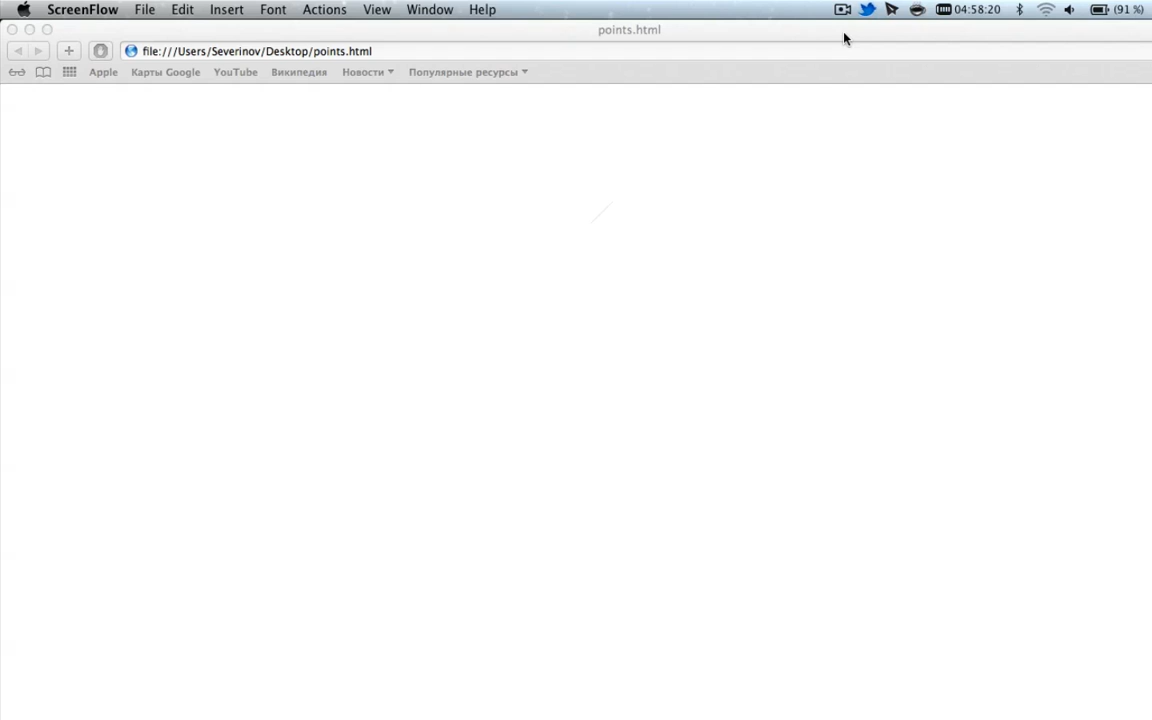 ScreenFlow File Edit Insert Font Actions View Window Help 04:58:20 (91 %)
points.html
file:///Users/Severinov/Desktop/points.html
Apple Карты Google YouTube Википедия Новости Популярные ресурсы